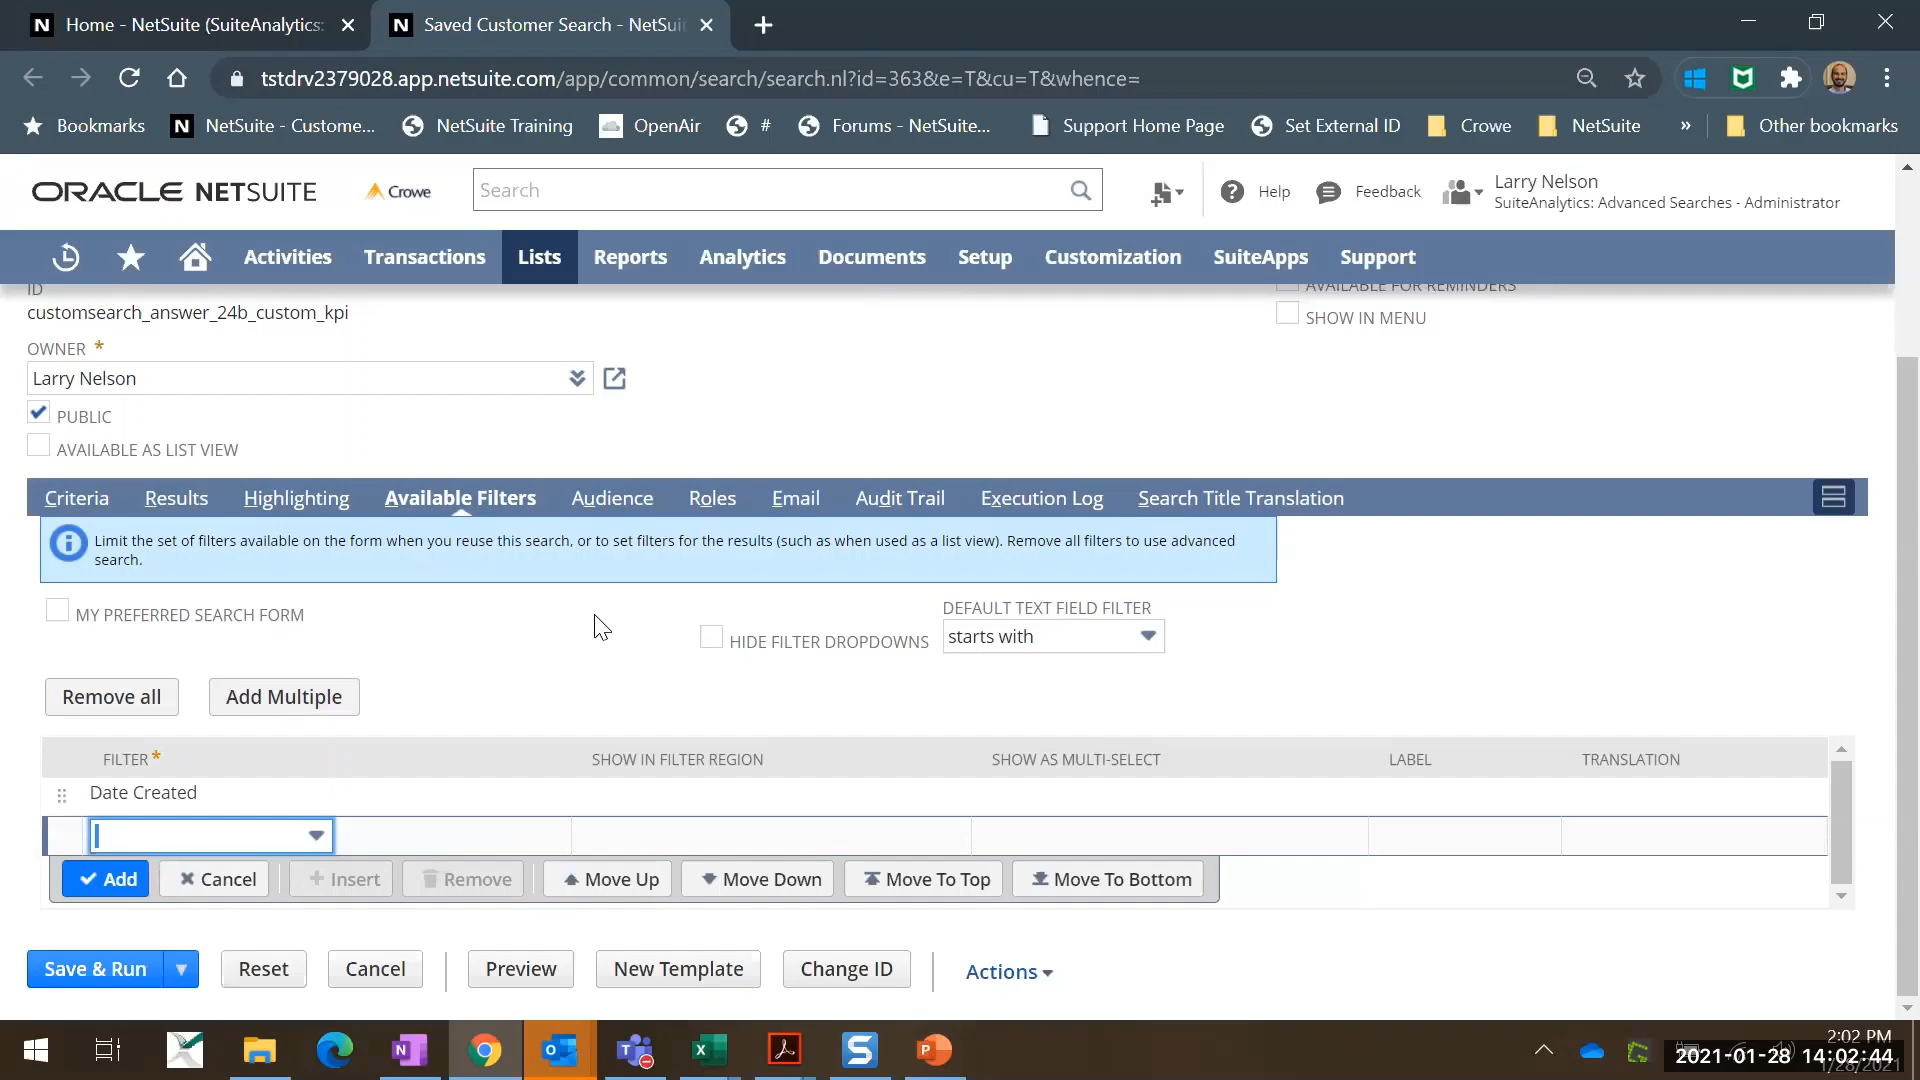 Home - NetSuite (SuiteAnalytics:
Saved Customer Search - NetSui
tstdrv2379028.app.netsuite.com/app/common/search/search.nl?id=363&e=T&cu=T&whence=
Bookmarks
NetSuite - Custome...
NetSuite Training
OpenAir
#
Forums - NetSuite...
Support Home Page
Set External ID
Crowe
NetSuite
»
Other bookmarks
ORACLE NETSUITE
Crowe
Search
Help
Feedback
Larry Nelson
SuiteAnalytics: Advanced Searches - Administrator
Activities
Transactions
Lists
Reports
Analytics
Documents
Setup
Customization
SuiteApps
Support
ID
customsearch_answer_24b_custom_kpi
AVAILABLE FOR REMINDERS
SHOW IN MENU
OWNER *
Larry Nelson
PUBLIC
AVAILABLE AS LIST VIEW
Criteria
Results
Highlighting
Available Filters
Audience
Roles
Email
Audit Trail
Execution Log
Search Title Translation
Limit the set of filters available on the form when you reuse this search, or to set filters for the results (such as when used as a list view). Remove all filters to use advanced
search.
MY PREFERRED SEARCH FORM
HIDE FILTER DROPDOWNS
DEFAULT TEXT FIELD FILTER
starts with
Remove all
Add Multiple
FILTER *
SHOW IN FILTER REGION
SHOW AS MULTI-SELECT
LABEL
TRANSLATION
Date Created
Add
Cancel
Insert
Remove
Move Up
Move Down
Move To Top
Move To Bottom
Save & Run
Reset
Cancel
Preview
New Template
Change ID
Actions
2:02 PM
2021-01-28 14:02:44
1/28/2021